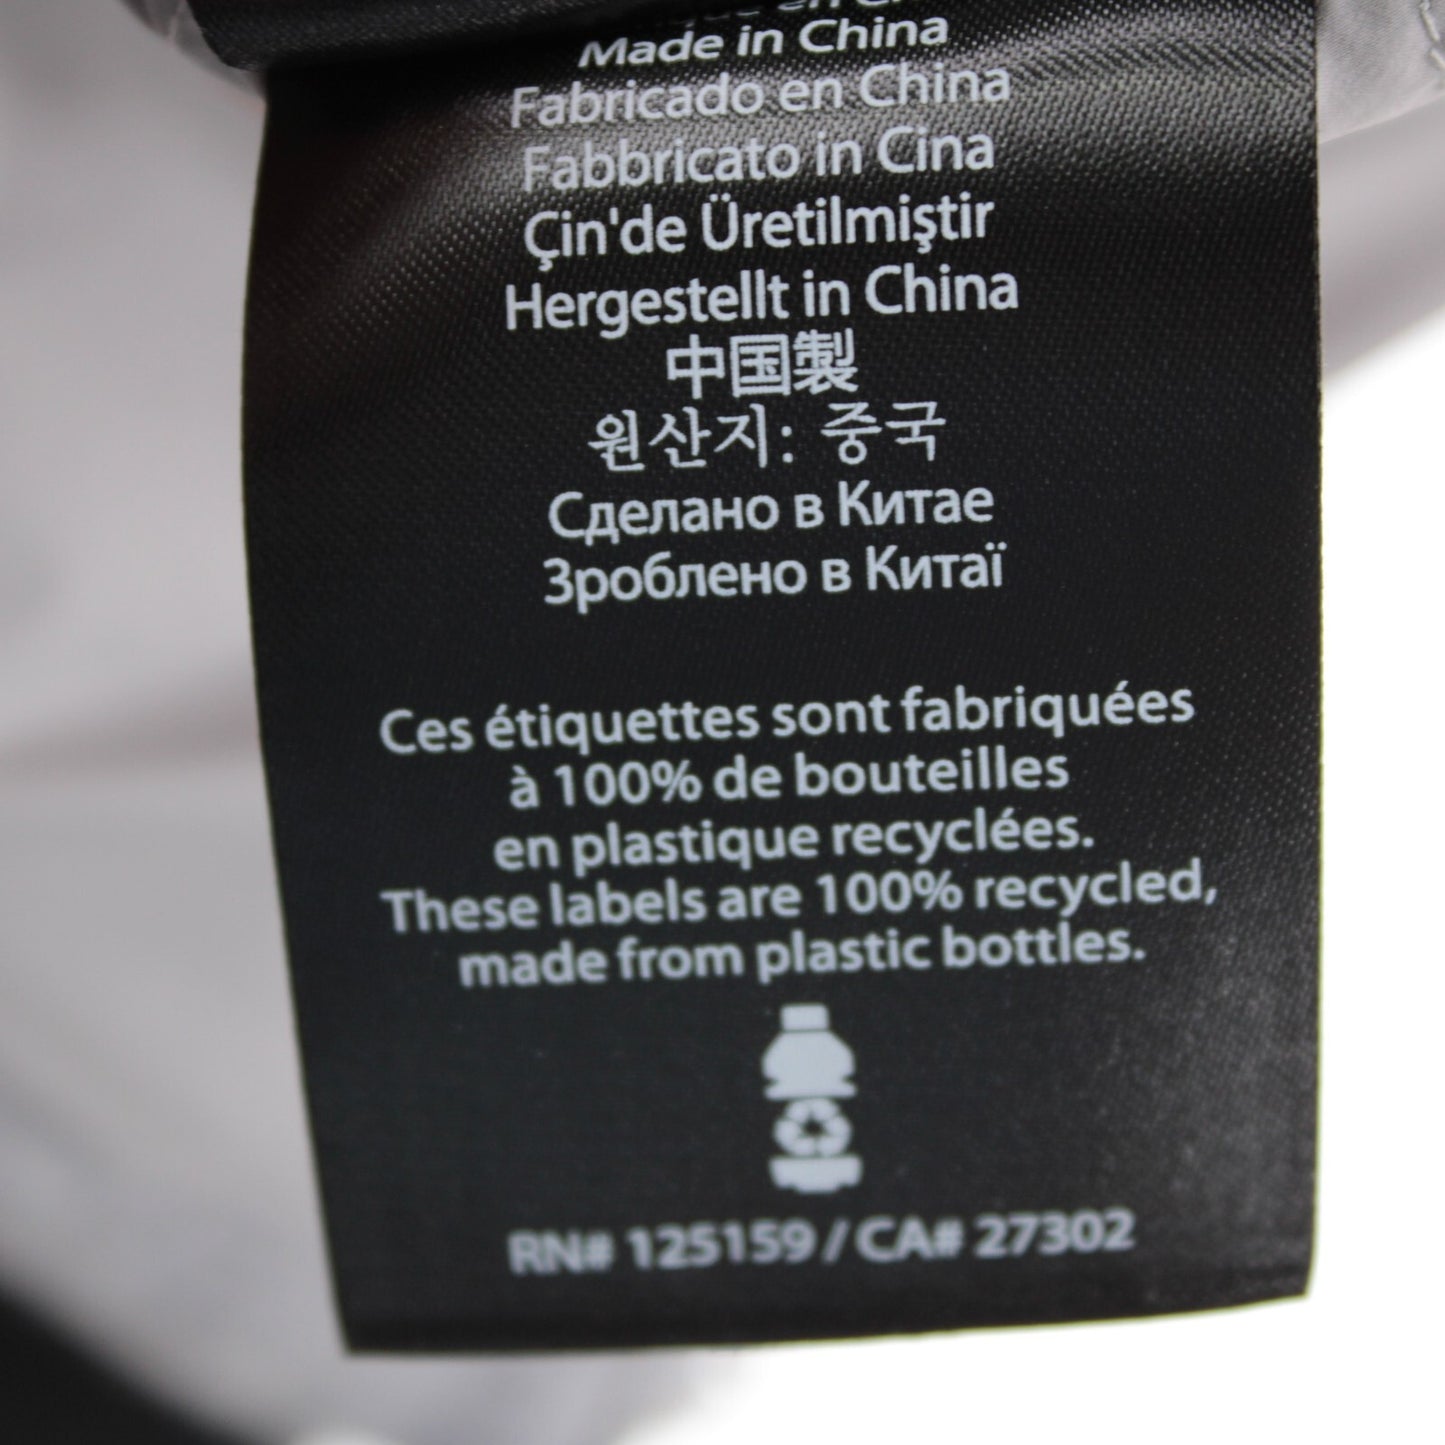 en
Made in China
Fabricado en China
Fabbricato in Cina
Çin'de Üretilmiştir
Hergestellt in China
中国製
원산지: 중국
Сделано в Китае
Зроблено в Китаї
Ces étiquettes sont fabriquées
à 100% de bouteilles
en plastique recyclées.
These labels are 100% recycled,
made from plastic bottles.
RN# 125159 / CA# 27302